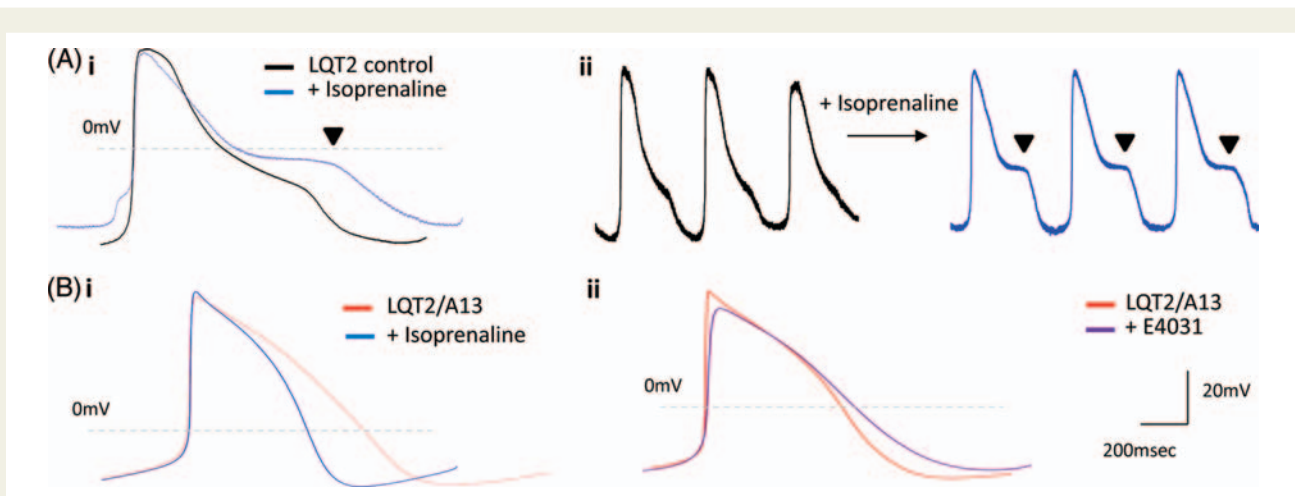 (A) i
LQT2 control
+ Isoprenaline
0mV
ii
+ Isoprenaline
(B) i
LQT2/A13
+ Isoprenaline
0mV
ii
LQT2/A13
+ E4031
0mV
20mV
200msec